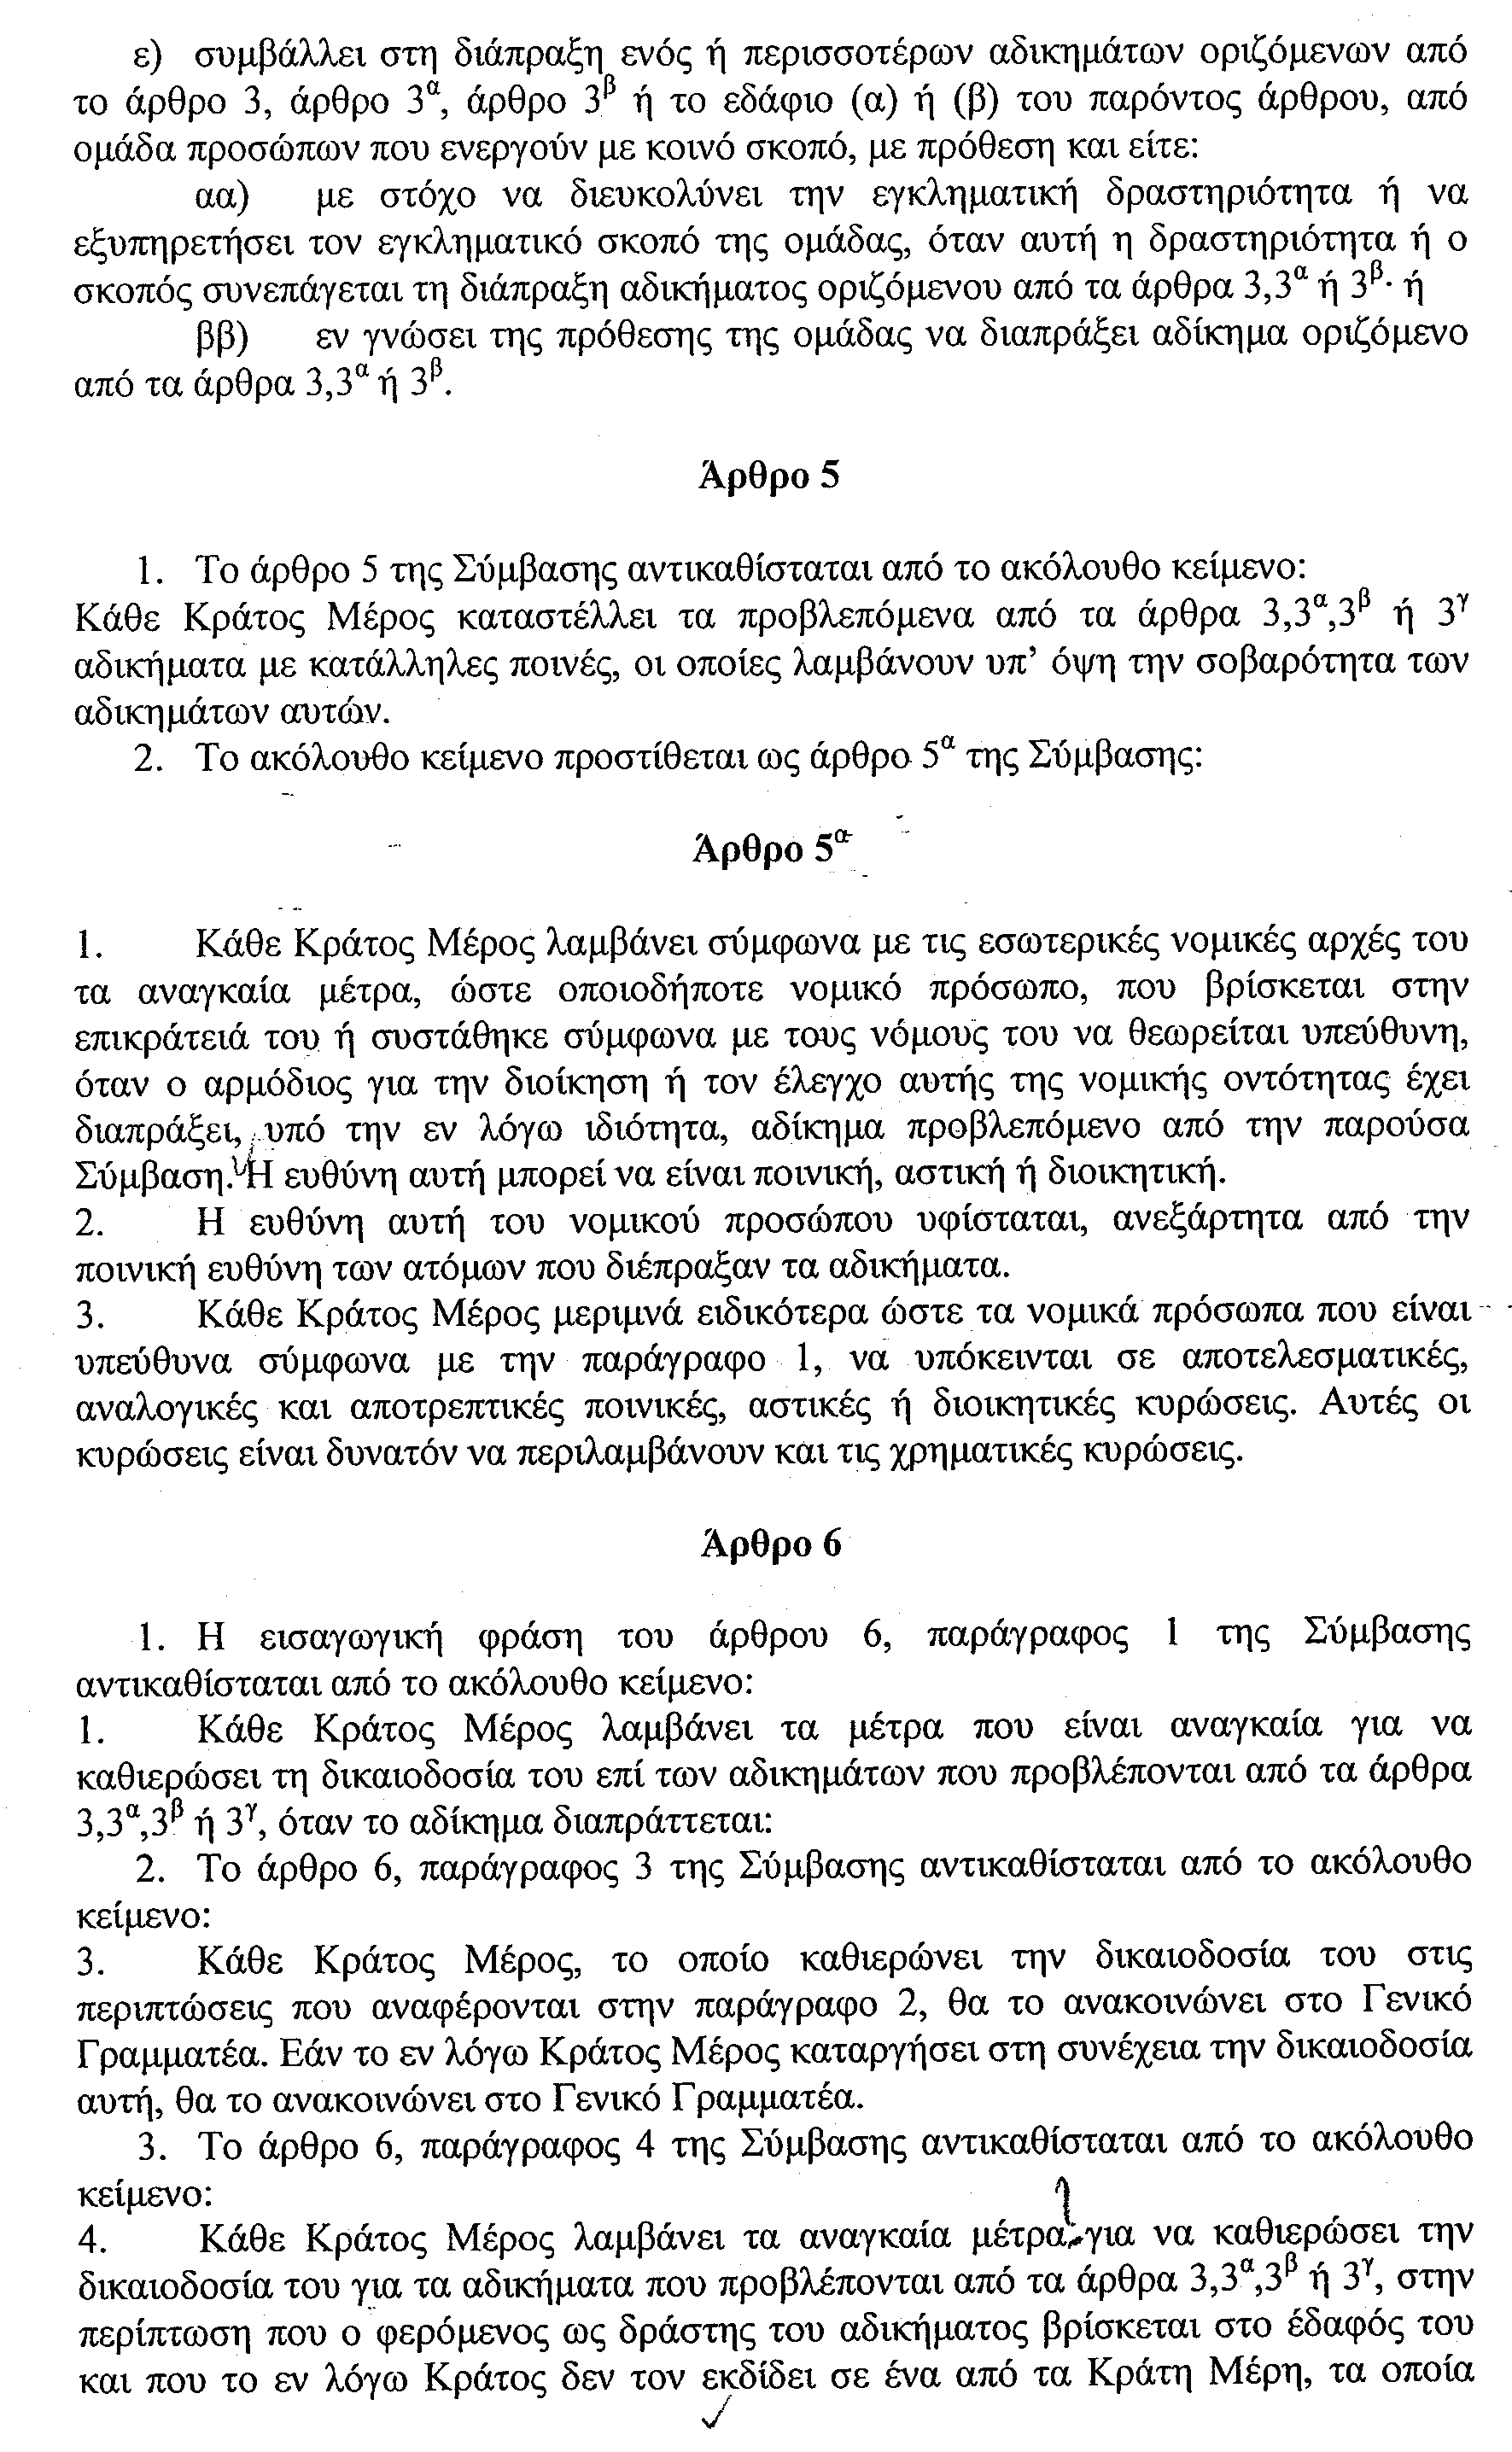 ε) συμβάλλει στη διάπραξη ενός ή περισσοτέρων αδικημάτων οριζόμενων από
το άρθρο 3, άρθρο 3α, άρθρο 3β ή το εδάφιο (α) ή (β) του παρόντος άρθρου, από
ομάδα προσώπων που ενεργούν με κοινό σκοπό, με πρόθεση και είτε:
αα) με στόχο να διευκολύνει την εγκληματική δραστηριότητα ή να
εξυπηρετήσει τον εγκληματικό σκοπό της ομάδας, όταν αυτή η δραστηριότητα ή ο
σκοπός συνεπάγεται τη διάπραξη αδικήματος οριζόμενου από τα άρθρα 3,3α ή 3β· ή
ββ) εν γνώσει της πρόθεσης της ομάδας να διαπράξει αδίκημα οριζόμενο
από τα άρθρα 3,3α ή 3β.
Άρθρο 5
1. Το άρθρο 5 της Σύμβασης αντικαθίσταται από το ακόλουθο κείμενο:
Κάθε Κράτος Μέρος καταστέλλει τα προβλεπόμενα από τα άρθρα 3,3α,3β ή 3γ
αδικήματα με κατάλληλες ποινές, οι οποίες λαμβάνουν υπ’ όψη την σοβαρότητα των
αδικημάτων αυτών.
2. Το ακόλουθο κείμενο προστίθεται ως άρθρο 5α της Σύμβασης:
Άρθρο 5α
1. Κάθε Κράτος Μέρος λαμβάνει σύμφωνα με τις εσωτερικές νομικές αρχές του
τα αναγκαία μέτρα, ώστε οποιοδήποτε νομικό πρόσωπο, που βρίσκεται στην
επικράτειά του ή συστάθηκε σύμφωνα με τους νόμους του να θεωρείται υπεύθυνη,
όταν ο αρμόδιος για την διοίκηση ή τον έλεγχο αυτής της νομικής οντότητας έχει
διαπράξει, υπό την εν λόγω ιδιότητα, αδίκημα προβλεπόμενο από την παρούσα
Σύμβαση. Η ευθύνη αυτή μπορεί να είναι ποινική, αστική ή διοικητική.
2. Η ευθύνη αυτή του νομικού προσώπου υφίσταται, ανεξάρτητα από την
ποινική ευθύνη των ατόμων που διέπραξαν τα αδικήματα.
3. Κάθε Κράτος Μέρος μεριμνά ειδικότερα ώστε τα νομικά πρόσωπα που είναι
υπεύθυνα σύμφωνα με την παράγραφο 1, να υπόκεινται σε αποτελεσματικές,
αναλογικές και αποτρεπτικές ποινικές, αστικές ή διοικητικές κυρώσεις. Αυτές οι
κυρώσεις είναι δυνατόν να περιλαμβάνουν και τις χρηματικές κυρώσεις.
Άρθρο 6
1. Η εισαγωγική φράση του άρθρου 6, παράγραφος 1 της Σύμβασης
αντικαθίσταται από το ακόλουθο κείμενο:
1. Κάθε Κράτος Μέρος λαμβάνει τα μέτρα που είναι αναγκαία για να
καθιερώσει τη δικαιοδοσία του επί των αδικημάτων που προβλέπονται από τα άρθρα
3,3α,3β ή 3γ, όταν το αδίκημα διαπράττεται:
2. Το άρθρο 6, παράγραφος 3 της Σύμβασης αντικαθίσταται από το ακόλουθο
κείμενο:
3. Κάθε Κράτος Μέρος, το οποίο καθιερώνει την δικαιοδοσία του στις
περιπτώσεις που αναφέρονται στην παράγραφο 2, θα το ανακοινώνει στο Γενικό
Γραμματέα. Εάν το εν λόγω Κράτος Μέρος καταργήσει στη συνέχεια την δικαιοδοσία
αυτή, θα το ανακοινώνει στο Γενικό Γραμματέα.
3. Το άρθρο 6, παράγραφος 4 της Σύμβασης αντικαθίσταται από το ακόλουθο
κείμενο:
4. Κάθε Κράτος Μέρος λαμβάνει τα αναγκαία μέτρα για να καθιερώσει την
δικαιοδοσία του για τα αδικήματα που προβλέπονται από τα άρθρα 3,3α,3β ή 3γ, στην
περίπτωση που ο φερόμενος ως δράστης του αδικήματος βρίσκεται στο έδαφός του
και που το εν λόγω Κράτος δεν τον εκδίδει σε ένα από τα Κράτη Μέρη, τα οποία